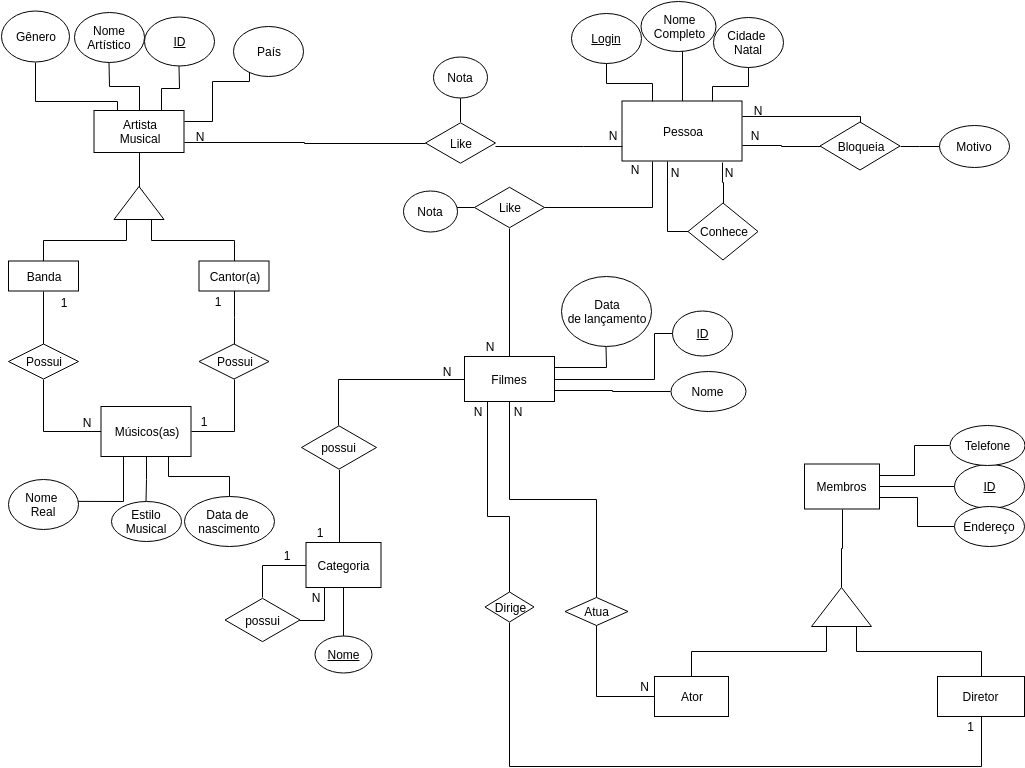 Gênero
Nome
Artístico
ID
País
Nota
Login
Nome
Completo
Cidade
Natal
Artista
Musical
N
Like
N
Pessoa
N
N
Bloqueia
Motivo
N
N
N
Nota
Like
Conhece
Banda
Cantor(a)
1
1
Data
de lançamento
ID
Possui
Possui
N
N
Filmes
Nome
N
N
N
1
Músicos(as)
possui
Nome
Real
Estilo
Musical
Data de
nascimento
Telefone
Membros
ID
Endereço
1
1
Categoria
N
possui
Nome
Dirige
Atua
N
Ator
Diretor
1